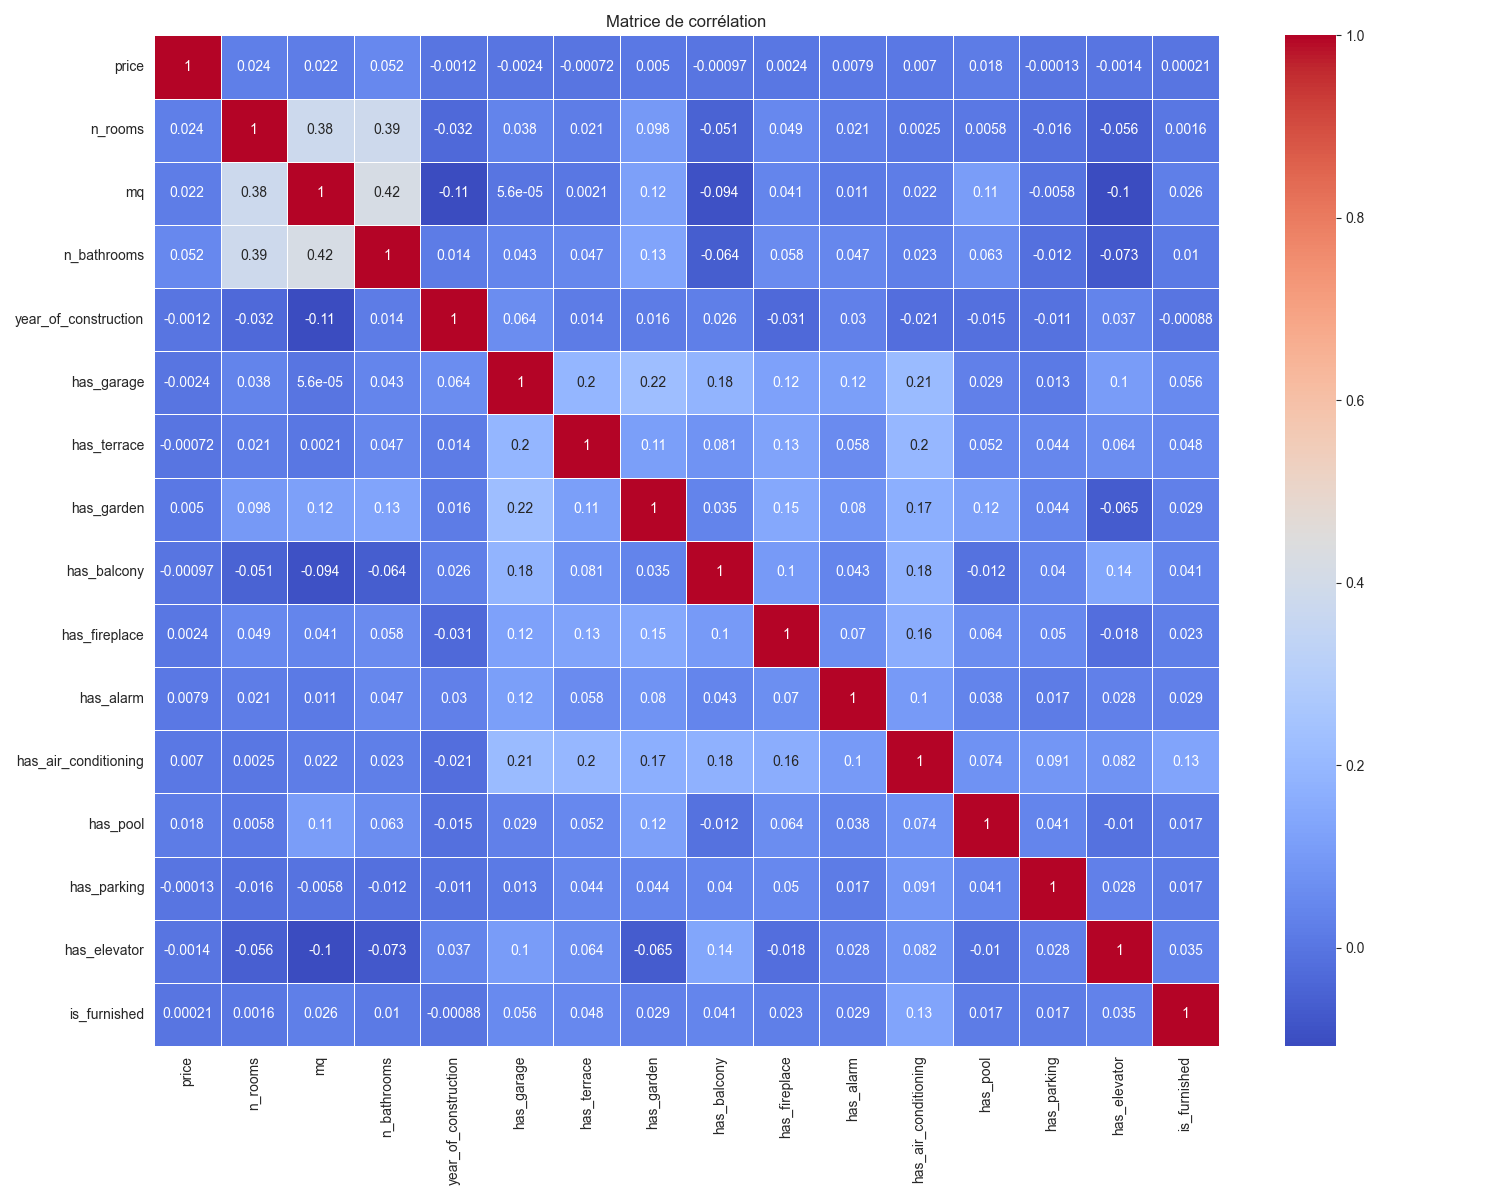 Matrice de corrélation
price 1 0.024 0.022 0.052 -0.0012 -0.0024 -0.00072 0.005 -0.00097 0.0024 0.0079 0.007 0.018 -0.00013 -0.0014 0.00021
n_rooms 0.024 1 0.38 0.39 -0.032 0.038 0.021 0.098 -0.051 0.049 0.021 0.0025 0.0058 -0.016 -0.056 0.0016
mq 0.022 0.38 1 0.42 -0.11 5.6e-05 0.0021 0.12 -0.094 0.041 0.011 0.022 0.11 -0.0058 -0.1 0.026
n_bathrooms 0.052 0.39 0.42 1 0.014 0.043 0.047 0.13 -0.064 0.058 0.047 0.023 0.063 -0.012 -0.073 0.01
year_of_construction -0.0012 -0.032 -0.11 0.014 1 0.064 0.014 0.016 0.026 -0.031 0.03 -0.021 -0.015 -0.011 0.037 -0.00088
has_garage -0.0024 0.038 5.6e-05 0.043 0.064 1 0.2 0.22 0.18 0.12 0.12 0.21 0.029 0.013 0.1 0.056
has_terrace -0.00072 0.021 0.0021 0.047 0.014 0.2 1 0.11 0.081 0.13 0.058 0.2 0.052 0.044 0.064 0.048
has_garden 0.005 0.098 0.12 0.13 0.016 0.22 0.11 1 0.035 0.15 0.08 0.17 0.12 0.044 -0.065 0.029
has_balcony -0.00097 -0.051 -0.094 -0.064 0.026 0.18 0.081 0.035 1 0.1 0.043 0.18 -0.012 0.04 0.14 0.041
has_fireplace 0.0024 0.049 0.041 0.058 -0.031 0.12 0.13 0.15 0.1 1 0.07 0.16 0.064 0.05 -0.018 0.023
has_alarm 0.0079 0.021 0.011 0.047 0.03 0.12 0.058 0.08 0.043 0.07 1 0.1 0.038 0.017 0.028 0.029
has_air_conditioning 0.007 0.0025 0.022 0.023 -0.021 0.21 0.2 0.17 0.18 0.16 0.1 1 0.074 0.091 0.082 0.13
has_pool 0.018 0.0058 0.11 0.063 -0.015 0.029 0.052 0.12 -0.012 0.064 0.038 0.074 1 0.041 -0.01 0.017
has_parking -0.00013 -0.016 -0.0058 -0.012 -0.011 0.013 0.044 0.044 0.04 0.05 0.017 0.091 0.041 1 0.028 0.017
has_elevator -0.0014 -0.056 -0.1 -0.073 0.037 0.1 0.064 -0.065 0.14 -0.018 0.028 0.082 -0.01 0.028 1 0.035
is_furnished 0.00021 0.0016 0.026 0.01 -0.00088 0.056 0.048 0.029 0.041 0.023 0.029 0.13 0.017 0.017 0.035 1
price n_rooms mq n_bathrooms year_of_construction has_garage has_terrace has_garden has_balcony has_fireplace has_alarm has_air_conditioning has_pool has_parking has_elevator is_furnished
1.0
0.8
0.6
0.4
0.2
0.0